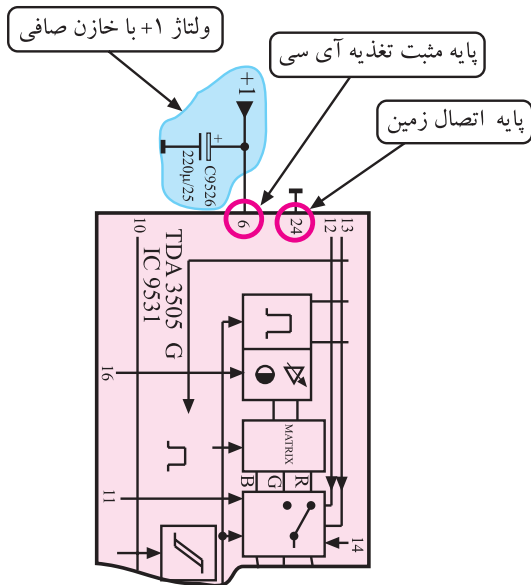 ولتاژ ۱+ با خازن صافی
پایه مثبت تغذیه آی سی
پایه اتصال زمین
+1
+
C9526
220μ/25
10
6
24
12
13
TDA 3505 G
IC 9531
16
MATRIX
B
G
R
11
14